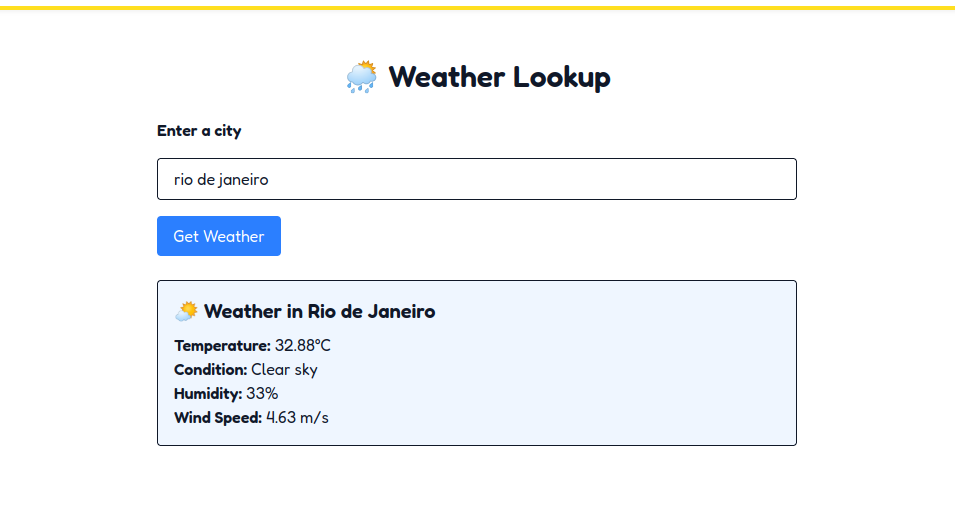 Weather Lookup
Enter a city
rio de janeiro
Get Weather
Weather in Rio de Janeiro
Temperature: 32.88°C
Condition: Clear sky
Humidity: 33%
Wind Speed: 4.63 m/s